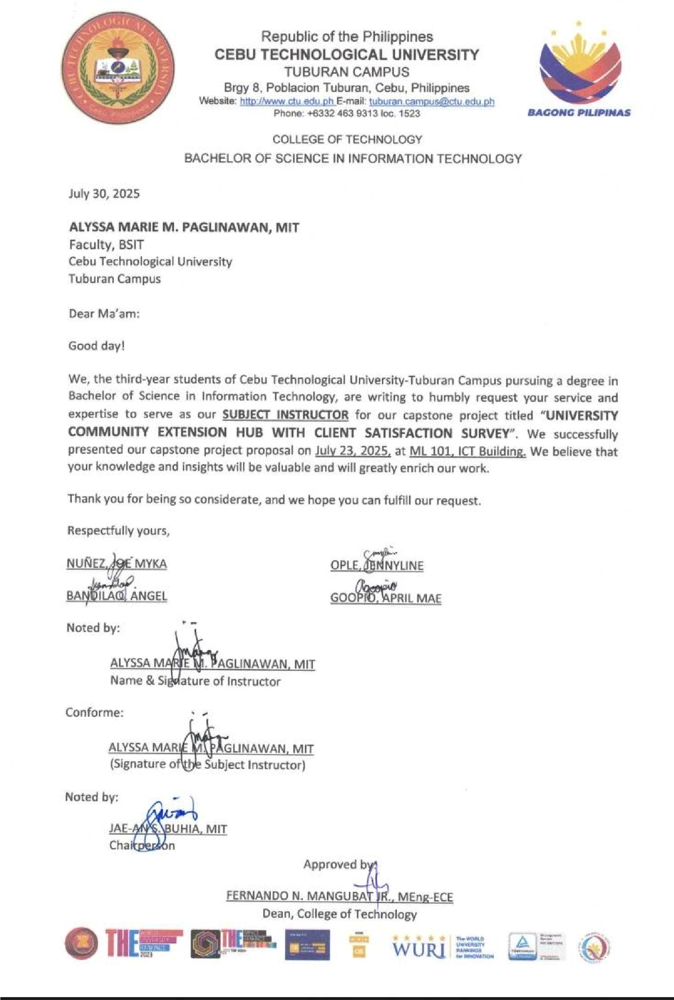 CEBU TECHNOLOGICAL UNIVERSITY
Cebu, Philippines
Republic of the Philippines
CEBU TECHNOLOGICAL UNIVERSITY
TUBURAN CAMPUS
Brgy 8, Poblacion Tuburan, Cebu, Philippines
Website: http://www.ctu.edu.ph E-mail: tuburan.campus@ctu.edu.ph
Phone: +6332 463 9313 loc. 1523
BAGONG PILIPINAS
COLLEGE OF TECHNOLOGY
BACHELOR OF SCIENCE IN INFORMATION TECHNOLOGY
July 30, 2025
ALYSSA MARIE M. PAGLINAWAN, MIT
Faculty, BSIT
Cebu Technological University
Tuburan Campus
Dear Ma’am:
Good day!
We, the third-year students of Cebu Technological University-Tuburan Campus pursuing a degree in
Bachelor of Science in Information Technology, are writing to humbly request your service and
expertise to serve as our SUBJECT INSTRUCTOR for our capstone project titled “UNIVERSITY
COMMUNITY EXTENSION HUB WITH CLIENT SATISFACTION SURVEY”. We successfully
presented our capstone project proposal on July 23, 2025, at ML 101, ICT Building. We believe that
your knowledge and insights will be valuable and will greatly enrich our work.
Thank you for being so considerate, and we hope you can fulfill our request.
Respectfully yours,
NUÑEZ, JOE MYKA OPLE, JENNYLINE
BANDILAO, ANGEL GOOPIO, APRIL MAE
Noted by:
ALYSSA MARIE M. PAGLINAWAN, MIT
Name & Signature of Instructor
Conforme:
ALYSSA MARIE M. PAGLINAWAN, MIT
(Signature of the Subject Instructor)
Noted by:
JAE-AN S. BUHIA, MIT
Chairperson
Approved by:
FERNANDO N. MANGUBAT JR., MEng-ECE
Dean, College of Technology
THE WORLD UNIVERSITY RANKINGS 2023
THE IMPACT RANKINGS
WURI The WORLD UNIVERSITY RANKINGS for INNOVATION